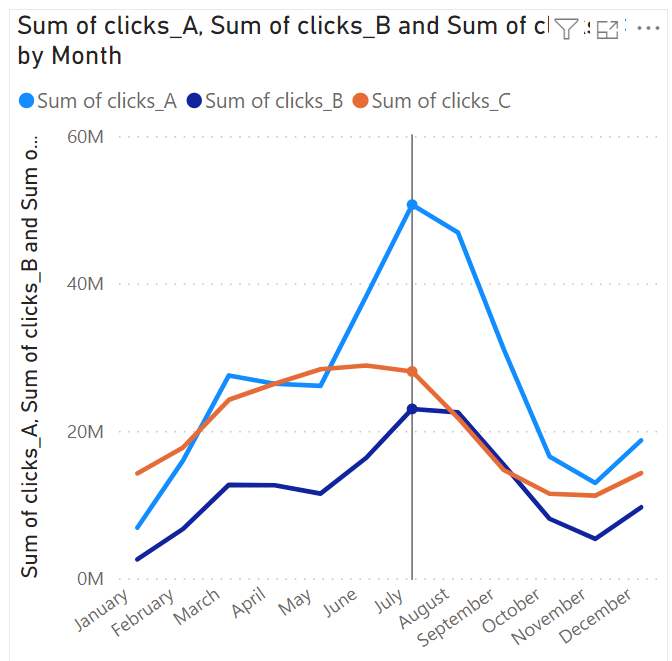 Sum of clicks_A, Sum of clicks_B and Sum of cl
by Month
Sum of clicks_A Sum of clicks_B Sum of clicks_C
Sum of clicks_A, Sum of clicks_B and Sum o...
60M
40M
20M
0M
January February March April May June July August September October November December